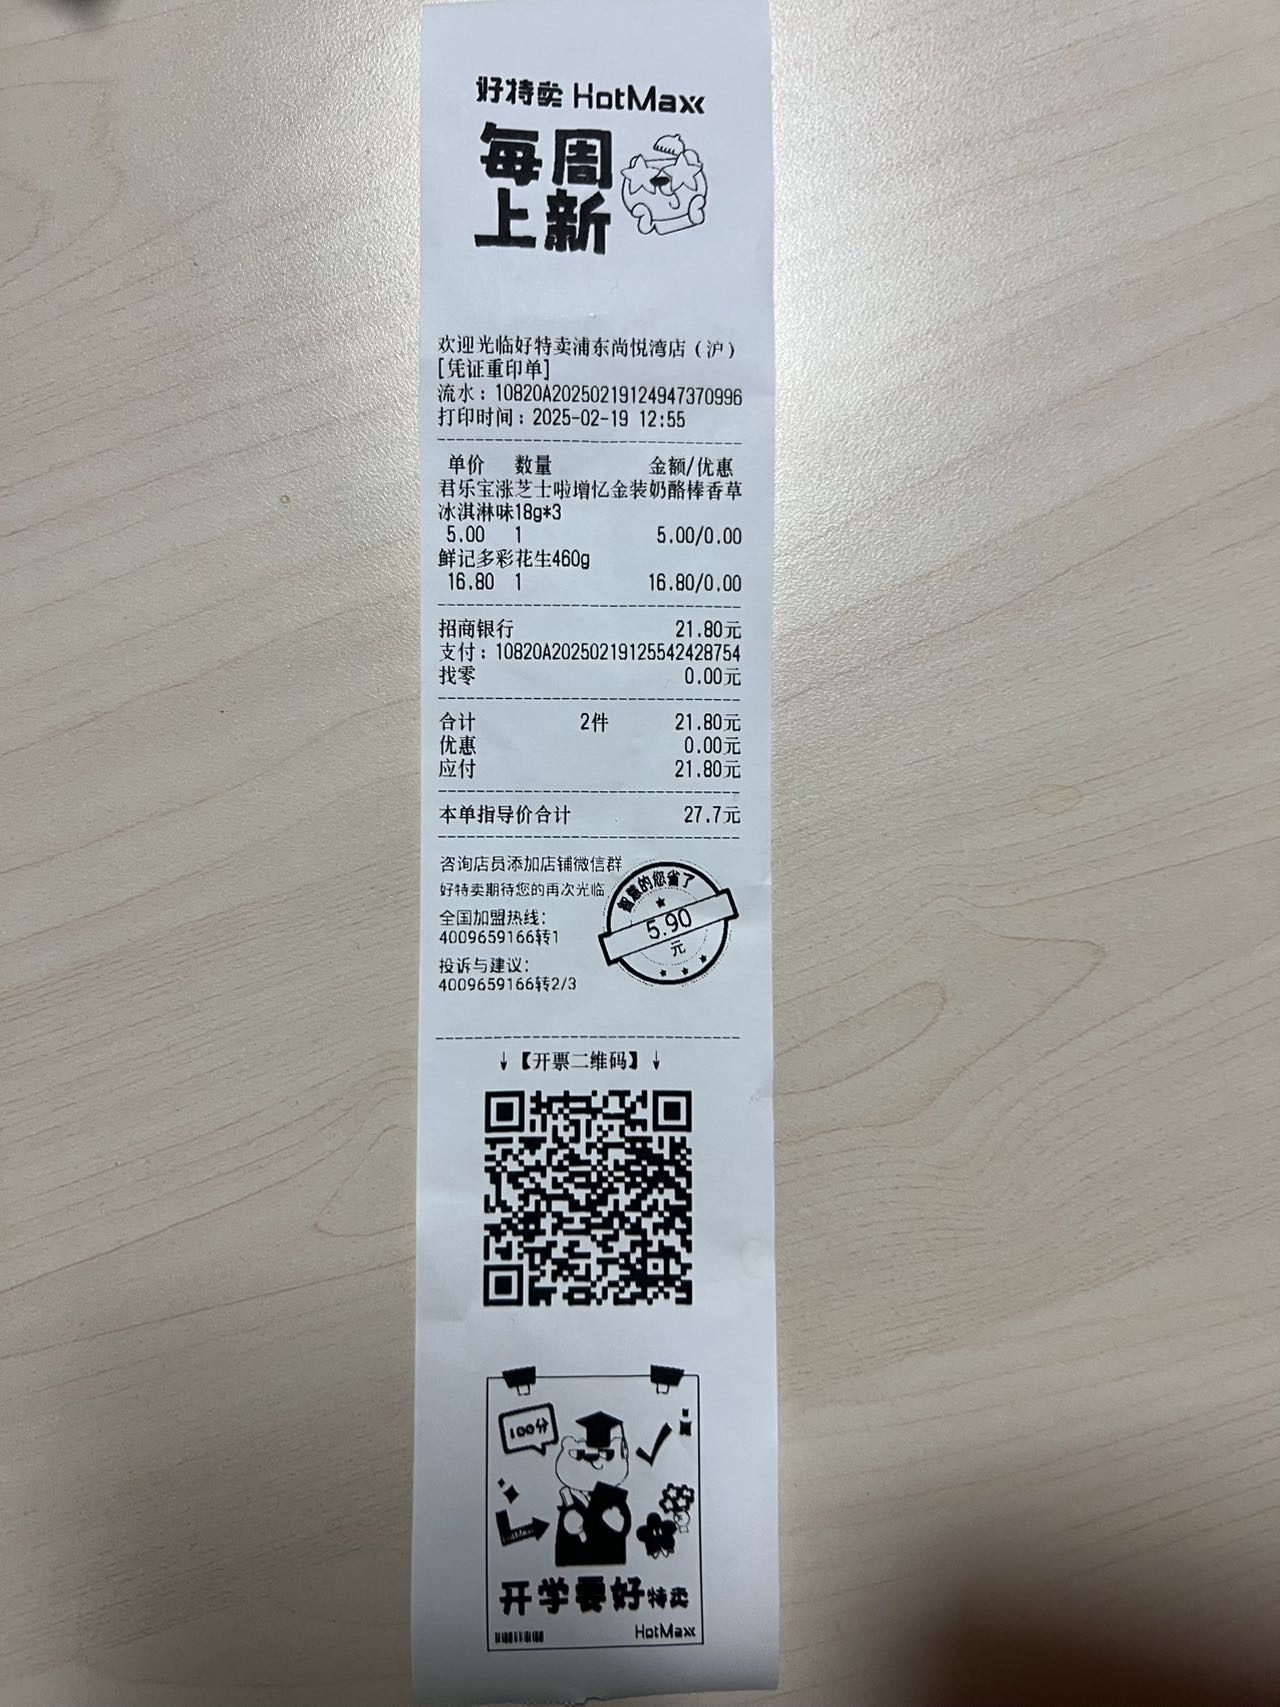 好特卖 HotMaxx
每周
上新
欢迎光临好特卖浦东尚悦湾店（沪）
[凭证重印单]
流水：10820A20250219124947370996
打印时间：2025-02-19 12:55
单价 数量 金额/优惠
君乐宝涨芝士啦增忆金装奶酪棒香草
冰淇淋味18g*3
5.00 1 5.00/0.00
鲜记多彩花生460g
16.80 1 16.80/0.00
招商银行 21.80元
支付：10820A20250219125542428754
找零 0.00元
合计 2件 21.80元
优惠 0.00元
应付 21.80元
本单指导价合计 27.7元
咨询店员添加店铺微信群
好特卖期待您的再次光临
全国加盟热线：
4009659166转1
投诉与建议：
4009659166转2/3
智慧的您省了
5.90
元
↓【开票二维码】↓
100分
开学要好特卖
HotMaxx